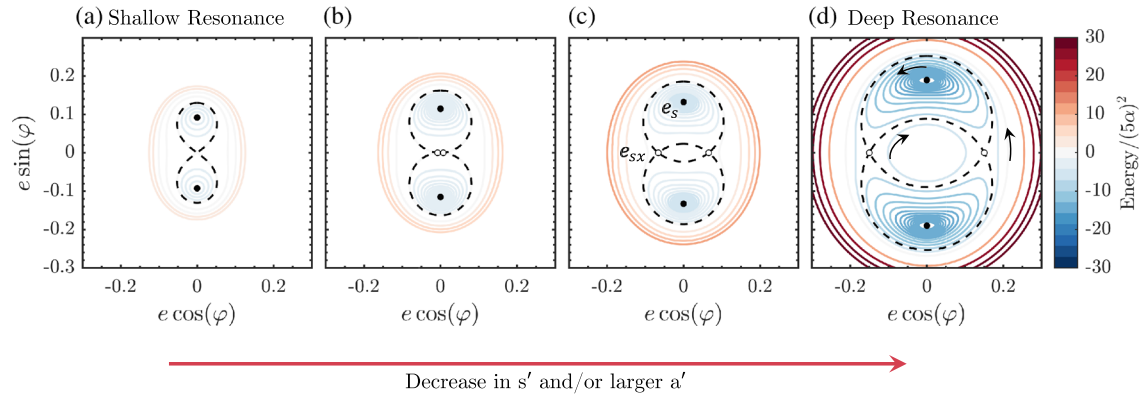 (a) Shallow Resonance (b) (c) (d) Deep Resonance
0.2
0.1
0
-0.1
-0.2
-0.3
e sin(φ)
-0.2 0 0.2
e cos(φ)
-0.2 0 0.2
e cos(φ)
e_s
e_sx
-0.2 0 0.2
e cos(φ)
-0.2 0 0.2
e cos(φ)
30
20
10
0
-10
-20
-30
Energy/(5α)²
Decrease in s′ and/or larger a′